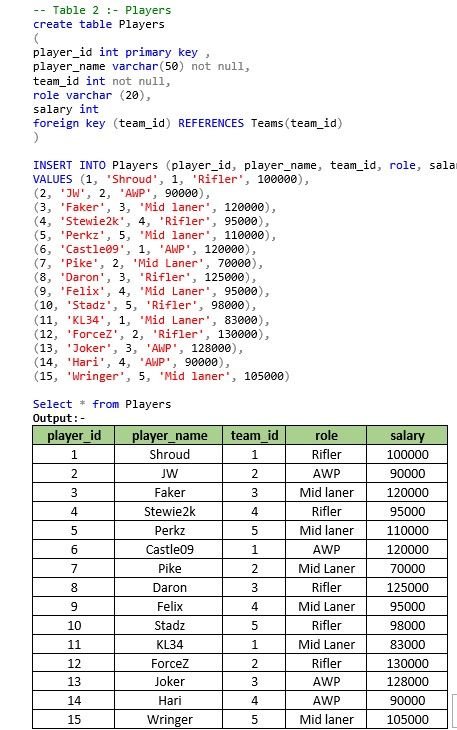 -- Table 2 :- Players
create table Players
(
player_id int primary key ,
player_name varchar(50) not null,
team_id int not null,
role varchar (20),
salary int
foreign key (team_id) REFERENCES Teams(team_id)
)
INSERT INTO Players (player_id, player_name, team_id, role, sala
VALUES (1, 'Shroud', 1, 'Rifler', 100000),
(2, 'JW', 2, 'AWP', 90000),
(3, 'Faker', 3, 'Mid laner', 120000),
(4, 'Stewie2k', 4, 'Rifler', 95000),
(5, 'Perkz', 5, 'Mid laner', 110000),
(6, 'Castle09', 1, 'AWP', 120000),
(7, 'Pike', 2, 'Mid Laner', 70000),
(8, 'Daron', 3, 'Rifler', 125000),
(9, 'Felix', 4, 'Mid Laner', 95000),
(10, 'Stadz', 5, 'Rifler', 98000),
(11, 'KL34', 1, 'Mid Laner', 83000),
(12, 'ForceZ', 2, 'Rifler', 130000),
(13, 'Joker', 3, 'AWP', 128000),
(14, 'Hari', 4, 'AWP', 90000),
(15, 'Wringer', 5, 'Mid laner', 105000)
Select * from Players
Output:-
player_id player_name team_id role salary
1 Shroud 1 Rifler 100000
2 JW 2 AWP 90000
3 Faker 3 Mid laner 120000
4 Stewie2k 4 Rifler 95000
5 Perkz 5 Mid laner 110000
6 Castle09 1 AWP 120000
7 Pike 2 Mid Laner 70000
8 Daron 3 Rifler 125000
9 Felix 4 Mid Laner 95000
10 Stadz 5 Rifler 98000
11 KL34 1 Mid Laner 83000
12 ForceZ 2 Rifler 130000
13 Joker 3 AWP 128000
14 Hari 4 AWP 90000
15 Wringer 5 Mid laner 105000